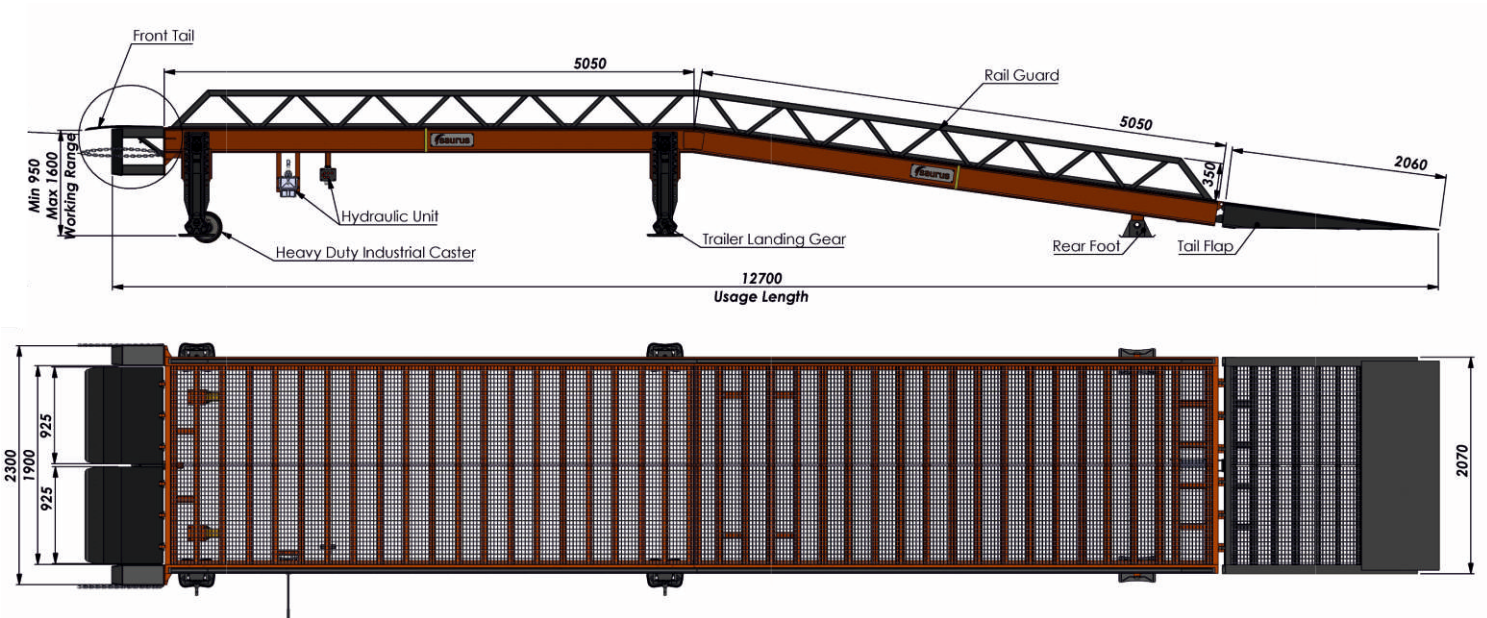 Front Tail
5050
Rail Guard
5050
2060
350
Min 950
Max 1600
Working Range
saurus
saurus
Hydraulic Unit
Heavy Duty Industrial Caster
Trailer Landing Gear
Rear Foot
Tail Flap
12700
Usage Length
2300
1900
925
925
2070